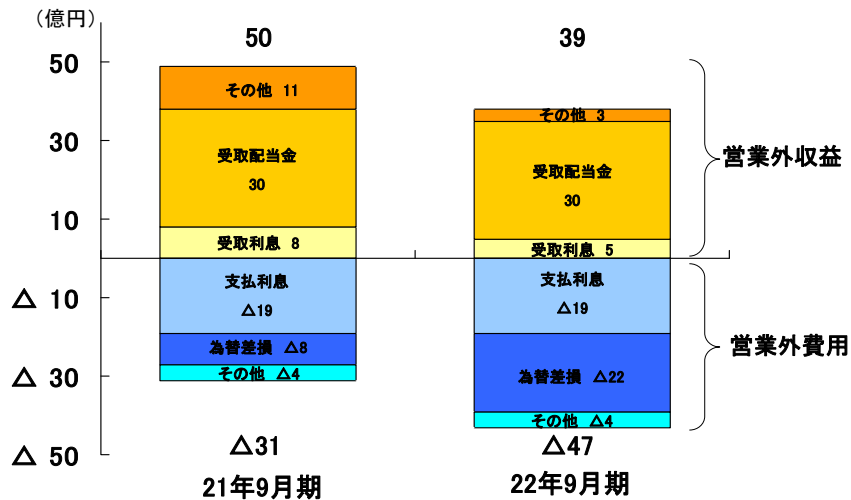 （億円）
50
39
50
30
10
△ 10
△ 30
△ 50
その他 11
受取配当金
30
受取利息 8
支払利息
△19
為替差損 △8
その他 △4
その他 3
受取配当金
30
受取利息 5
支払利息
△19
為替差損 △22
その他 △4
営業外収益
営業外費用
△31
△47
21年9月期
22年9月期